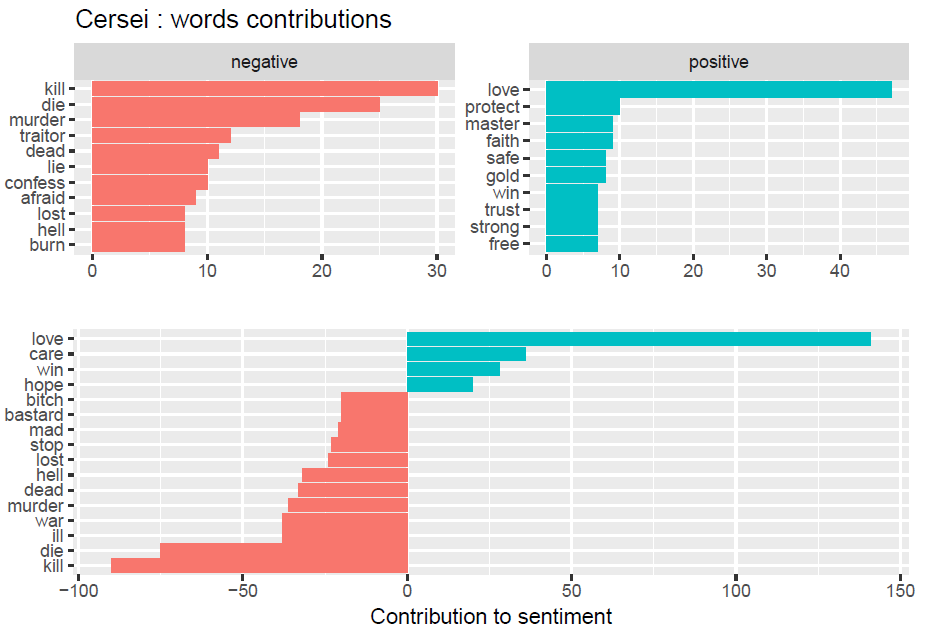 Cersei : words contributions
negative
kill
die
murder
traitor
dead
lie
confess
afraid
lost
hell
burn
0 10 20 30
positive
love
protect
master
faith
safe
gold
win
trust
strong
free
0 10 20 30 40
love
care
win
hope
bitch
bastard
mad
stop
lost
hell
dead
murder
war
ill
die
kill
−100 −50 0 50 100 150
Contribution to sentiment